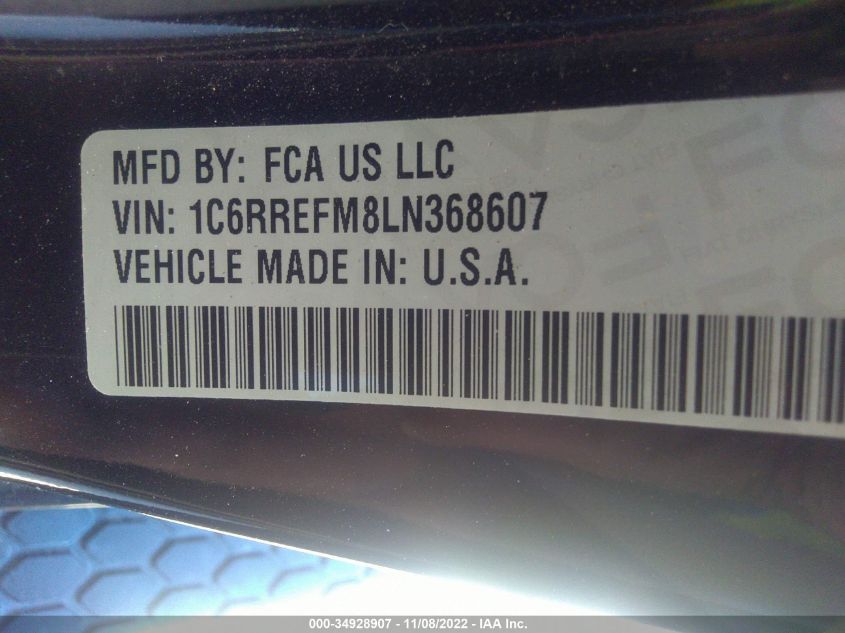 MFD BY: FCA US LLC
VIN: 1C6RREFM8LN368607
VEHICLE MADE IN: U.S.A.
000-34928907 - 11/08/2022 - IAA Inc.